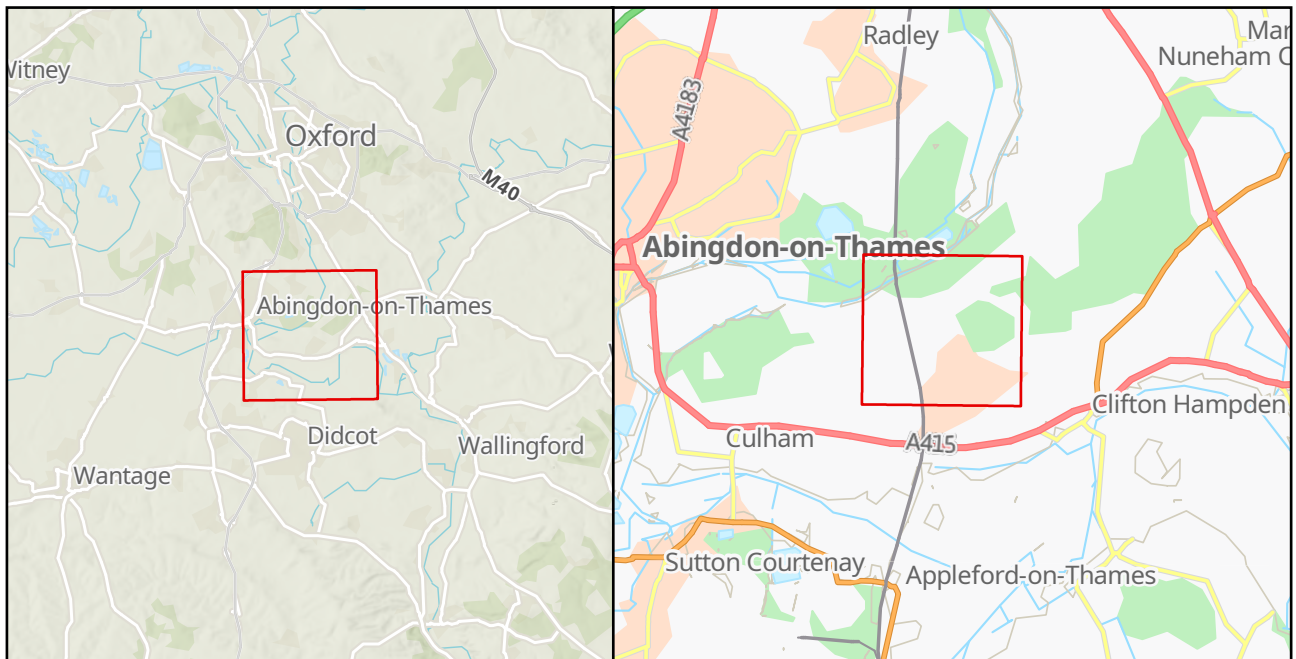 Witney
Oxford
M40
Abingdon-on-Thames
Didcot
Wallingford
Wantage
Radley
Mar
Nuneham C
A4183
Abingdon-on-Thames
Clifton Hampden
Culham
A415
Sutton Courtenay
Appleford-on-Thames